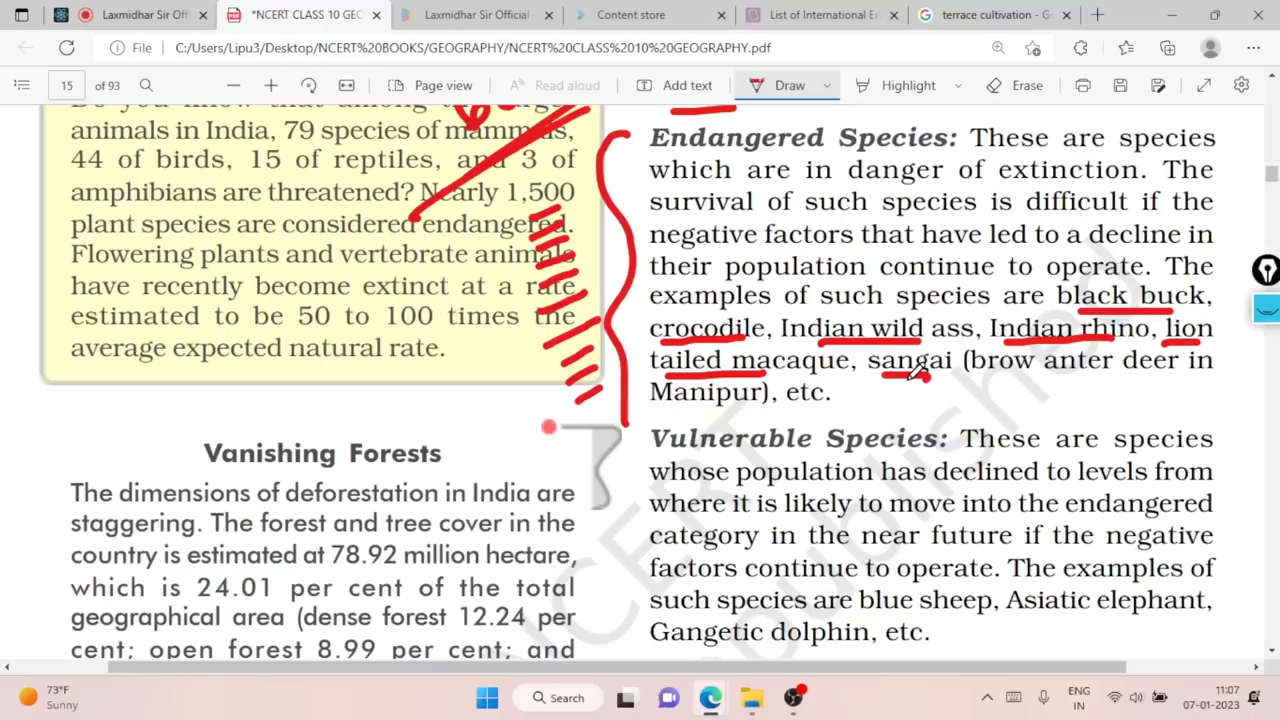 Laxmidhar Sir Off
*NCERT CLASS 10 GEO
Laxmidhar Sir Official -
Content store
List of International En
terrace cultivation - Go
File
C:/Users/Lipu3/Desktop/NCERT%20BOOKS/GEOGRAPHY/NCERT%20CLASS%2010%20GEOGRAPHY.pdf
15
of 93
Page view
Read aloud
Add text
Draw
Highlight
Erase
Do you know that among the larger
animals in India, 79 species of mammals,
44 of birds, 15 of reptiles, and 3 of
amphibians are threatened? Nearly 1,500
plant species are considered endangered.
Flowering plants and vertebrate animals
have recently become extinct at a rate
estimated to be 50 to 100 times the
average expected natural rate.
Vanishing Forests
The dimensions of deforestation in India are
staggering. The forest and tree cover in the
country is estimated at 78.92 million hectare,
which is 24.01 per cent of the total
geographical area (dense forest 12.24 per
cent; open forest 8.99 per cent; and
Endangered Species: These are species
which are in danger of extinction. The
survival of such species is difficult if the
negative factors that have led to a decline in
their population continue to operate. The
examples of such species are black buck,
crocodile, Indian wild ass, Indian rhino, lion
tailed macaque, sangai (brow anter deer in
Manipur), etc.
Vulnerable Species: These are species
whose population has declined to levels from
where it is likely to move into the endangered
category in the near future if the negative
factors continue to operate. The examples of
such species are blue sheep, Asiatic elephant,
Gangetic dolphin, etc.
73°F
Sunny
Search
ENG
IN
11:07
07-01-2023